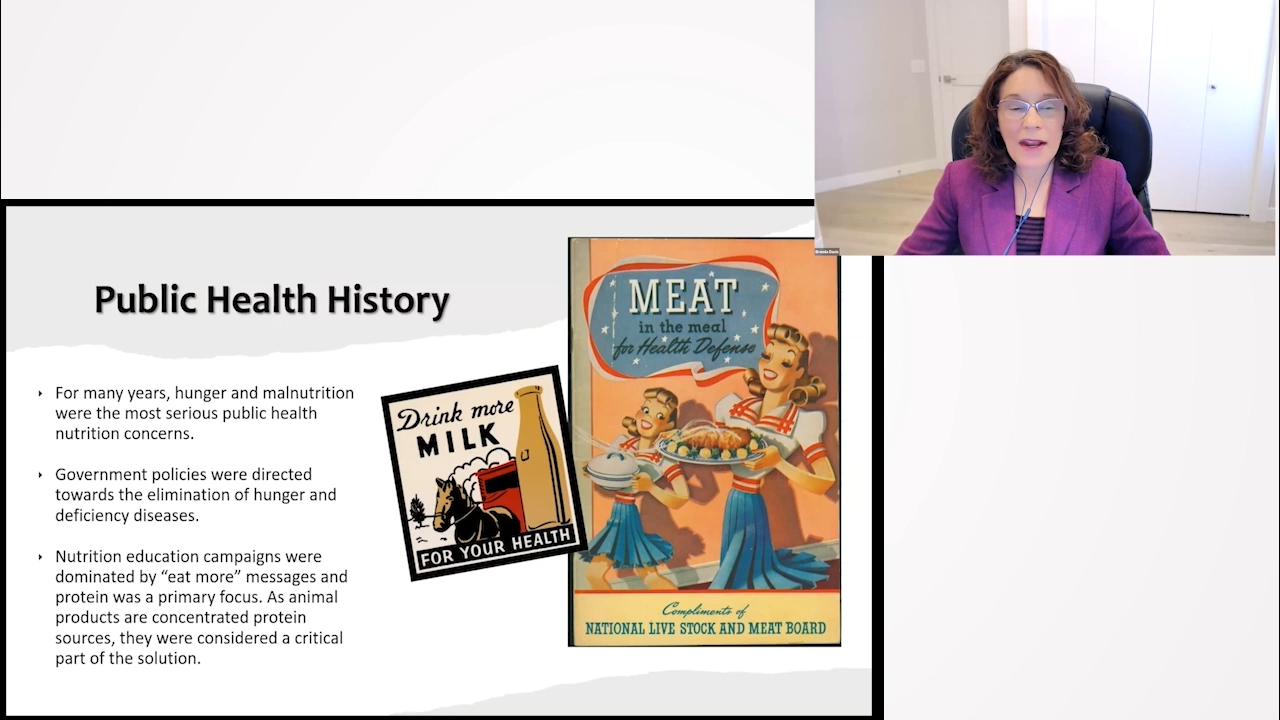 Brenda Davis
Public Health History
‣ For many years, hunger and malnutrition
were the most serious public health
nutrition concerns.
‣ Government policies were directed
towards the elimination of hunger and
deficiency diseases.
‣ Nutrition education campaigns were
dominated by “eat more” messages and
protein was a primary focus. As animal
products are concentrated protein
sources, they were considered a critical
part of the solution.
Drink more
MILK
FOR YOUR HEALTH
MEAT
in the meal
for Health Defense
Compliments of
NATIONAL LIVE STOCK AND MEAT BOARD